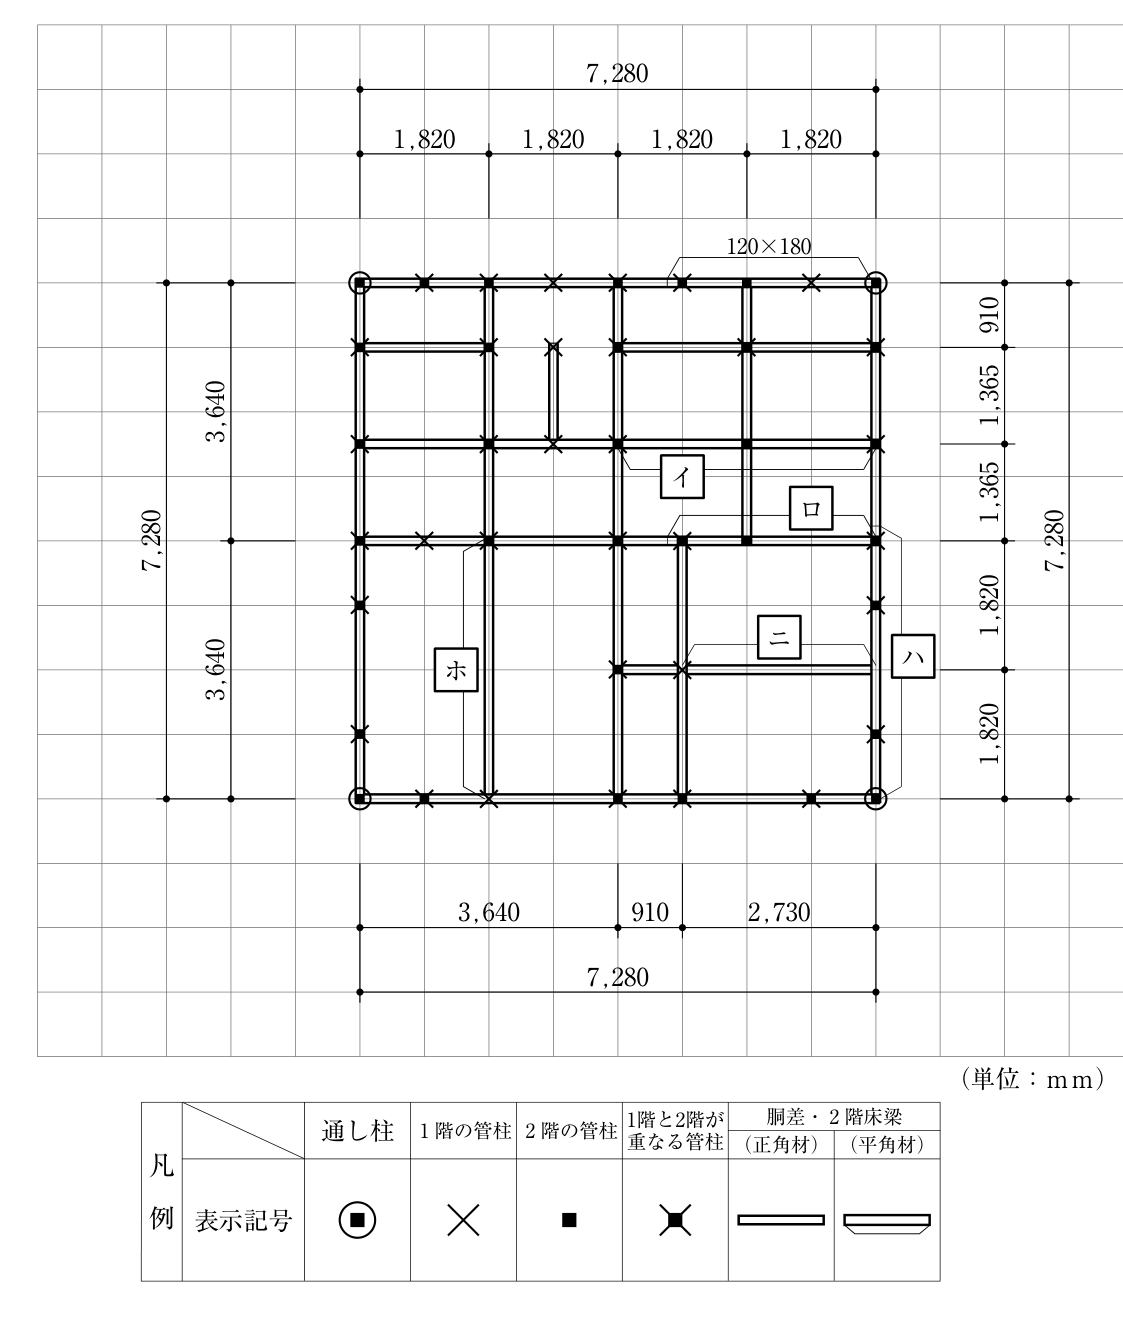 7,280
1,820
1,820
1,820
1,820
120×180
910
1,365
3,640
イ
ロ
1,365
7,280
7,280
1,820
ニ
ハ
ホ
3,640
1,820
3,640
910
2,730
7,280
（単位：ｍｍ）
凡例
通し柱
１階の管柱
２階の管柱
1階と2階が
重なる管柱
胴差・２階床梁
（正角材）
（平角材）
表示記号